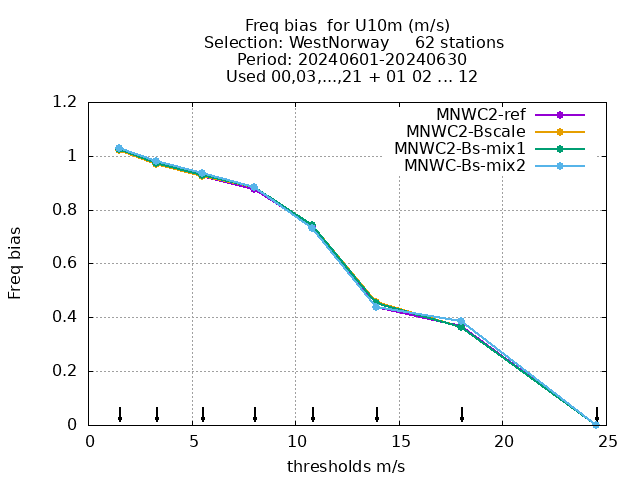 Freq bias  for U10m (m/s)
Selection: WestNorway     62 stations
Period: 20240601-20240630
Used 00,03,...,21 + 01 02 ... 12
1.2
1
0.8
0.6
0.4
0.2
0
Freq bias
MNWC2-ref
MNWC2-Bscale
MNWC2-Bs-mix1
MNWC-Bs-mix2
0 5 10 15 20 25
thresholds m/s